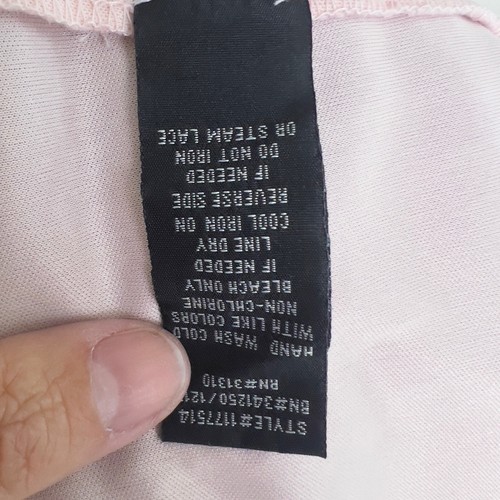 STYLE#1177514
BN#341250/121
RN#31310
HAND WASH COLD
WITH LIKE COLORS
NON-CHLORINE
BLEACH ONLY
IF NEEDED
LINE DRY
COOL IRON ON
REVERSE SIDE
IF NEEDED
DO NOT IRON
OR STEAM LACE